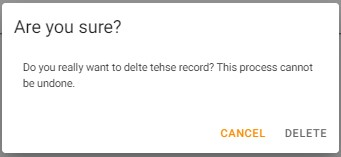 Are you sure?
Do you really want to delte tehse record? This process cannot
be undone.
CANCEL DELETE